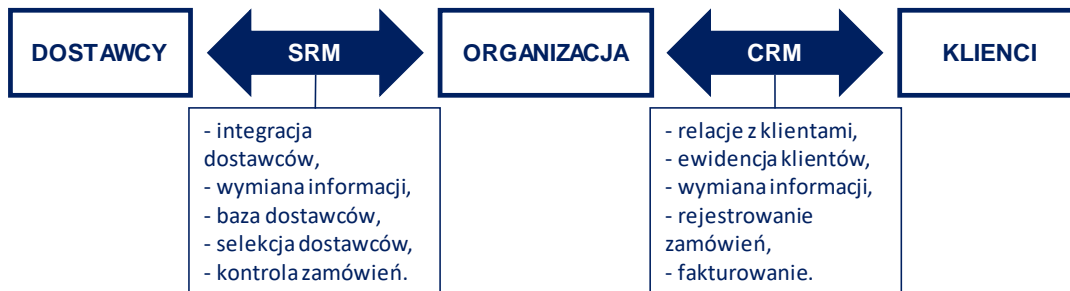 DOSTAWCY
SRM
ORGANIZACJA
CRM
KLIENCI
- integracja
dostawców,
- wymiana informacji,
- baza dostawców,
- selekcja dostawców,
- kontrola zamówień.
- relacje z klientami,
- ewidencja klientów,
- wymiana informacji,
- rejestrowanie
zamówień,
- fakturowanie.